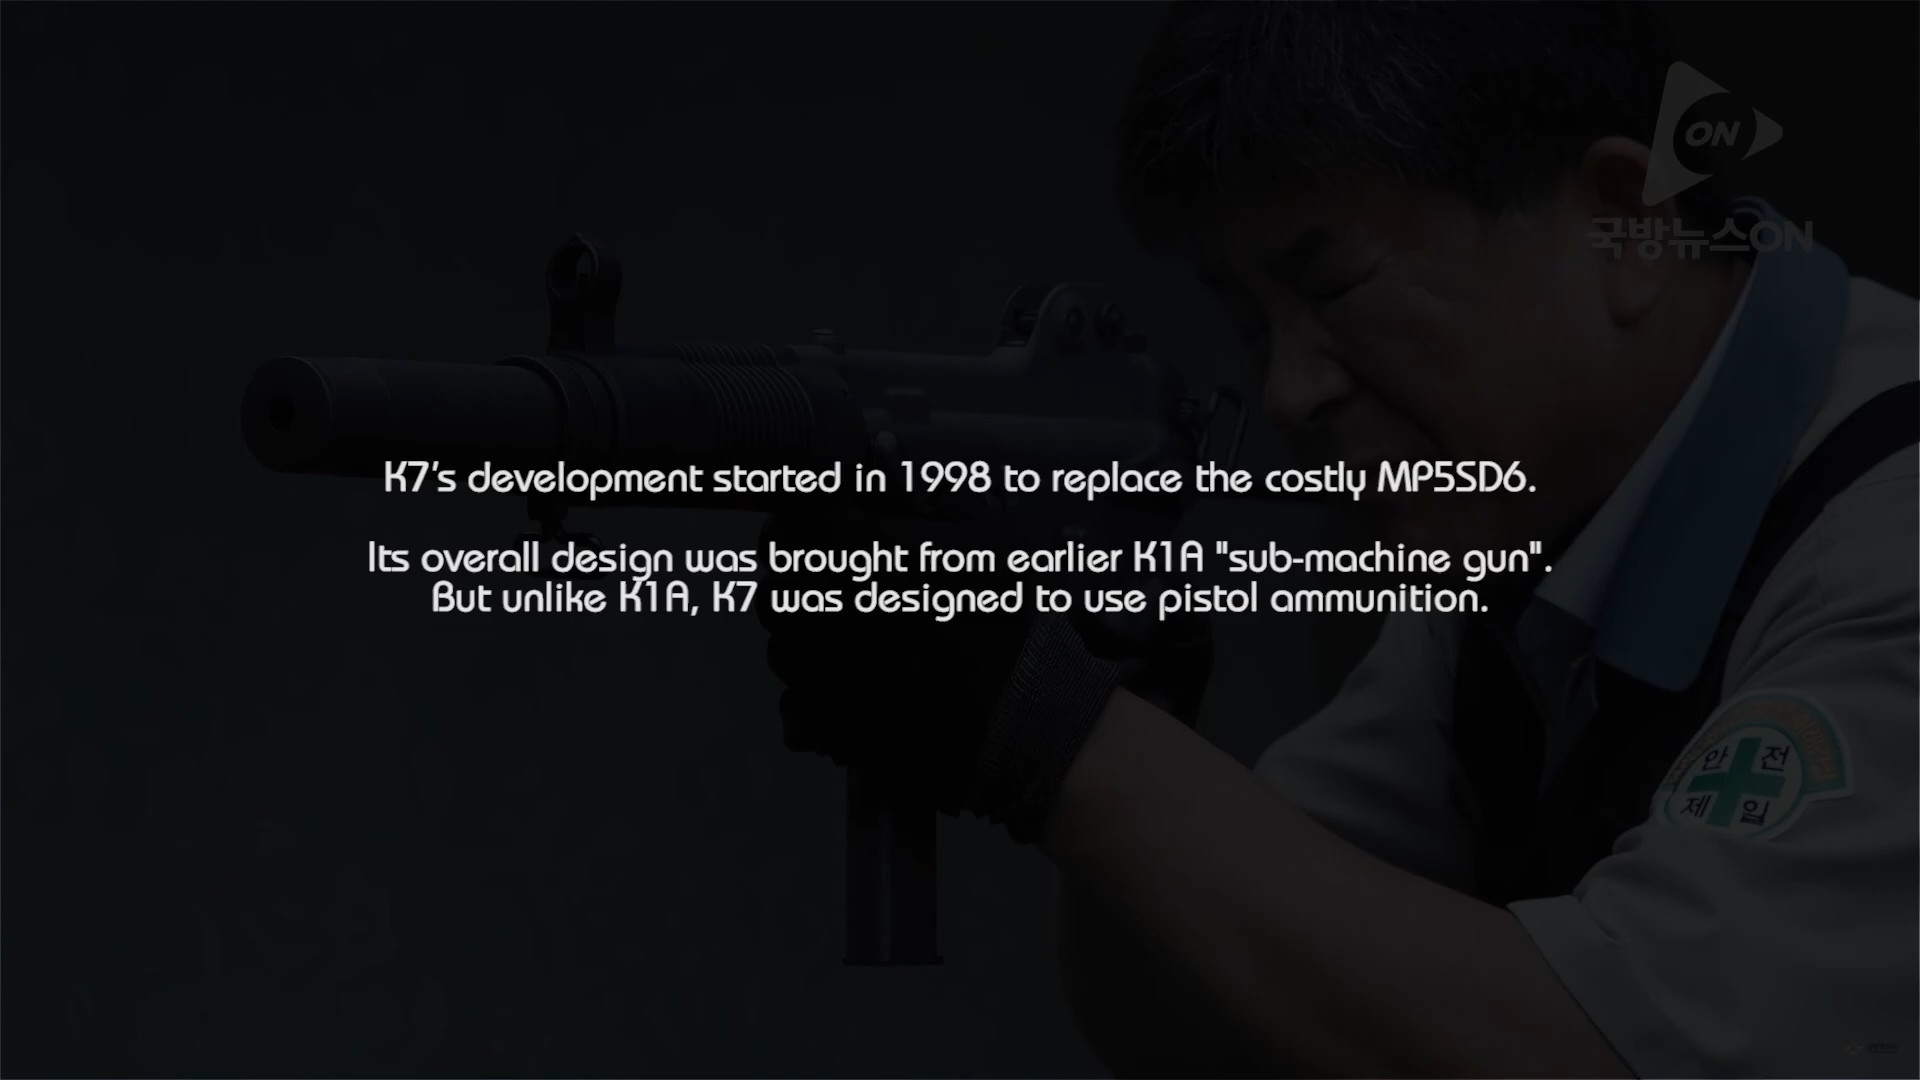 ON
국방뉴스ON
K7's development started in 1998 to replace the costly MP5SD6.
Its overall design was brought from earlier K1A "sub-machine gun".
But unlike K1A, K7 was designed to use pistol ammunition.
안전
제일